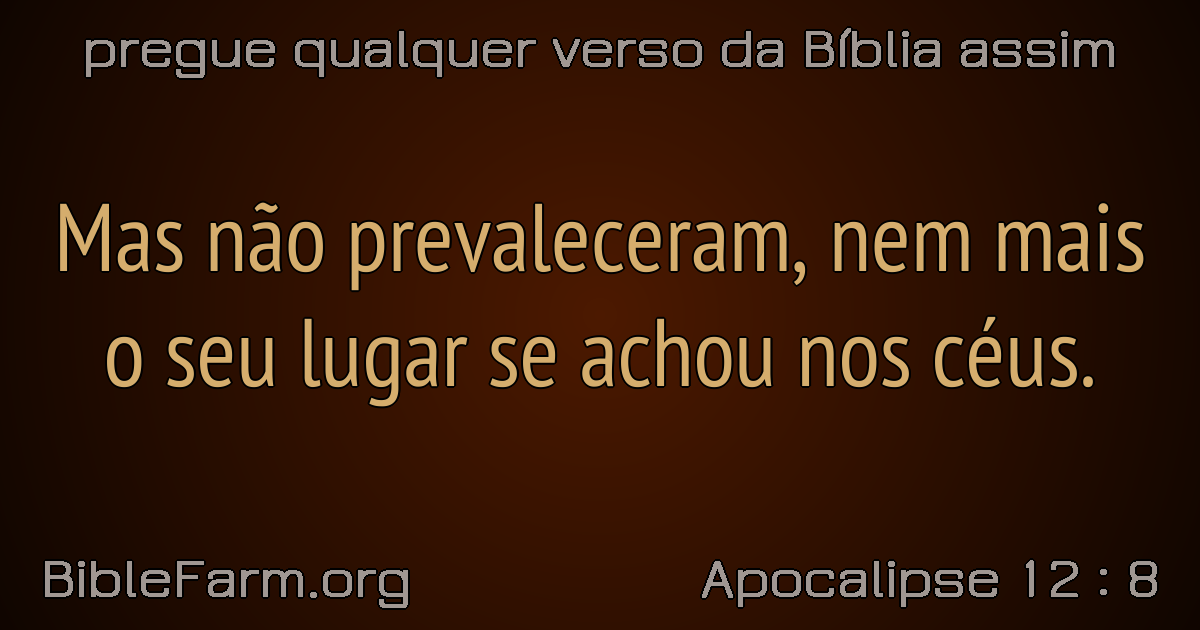 pregue qualquer verso da Bíblia assim
Mas não prevaleceram, nem mais
o seu lugar se achou nos céus.
BibleFarm.org
Apocalipse 12 : 8